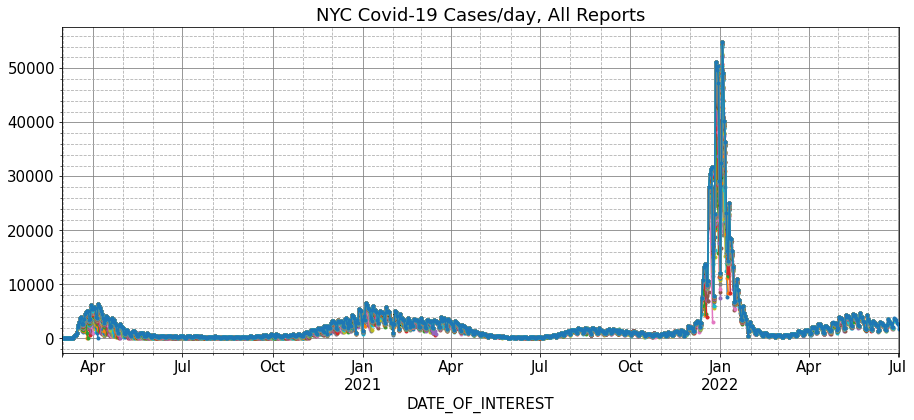 NYC Covid-19 Cases/day, All Reports
50000
40000
30000
20000
10000
0
Apr Jul Oct Jan Apr Jul Oct Jan Apr Jul
2021 2022
DATE_OF_INTEREST